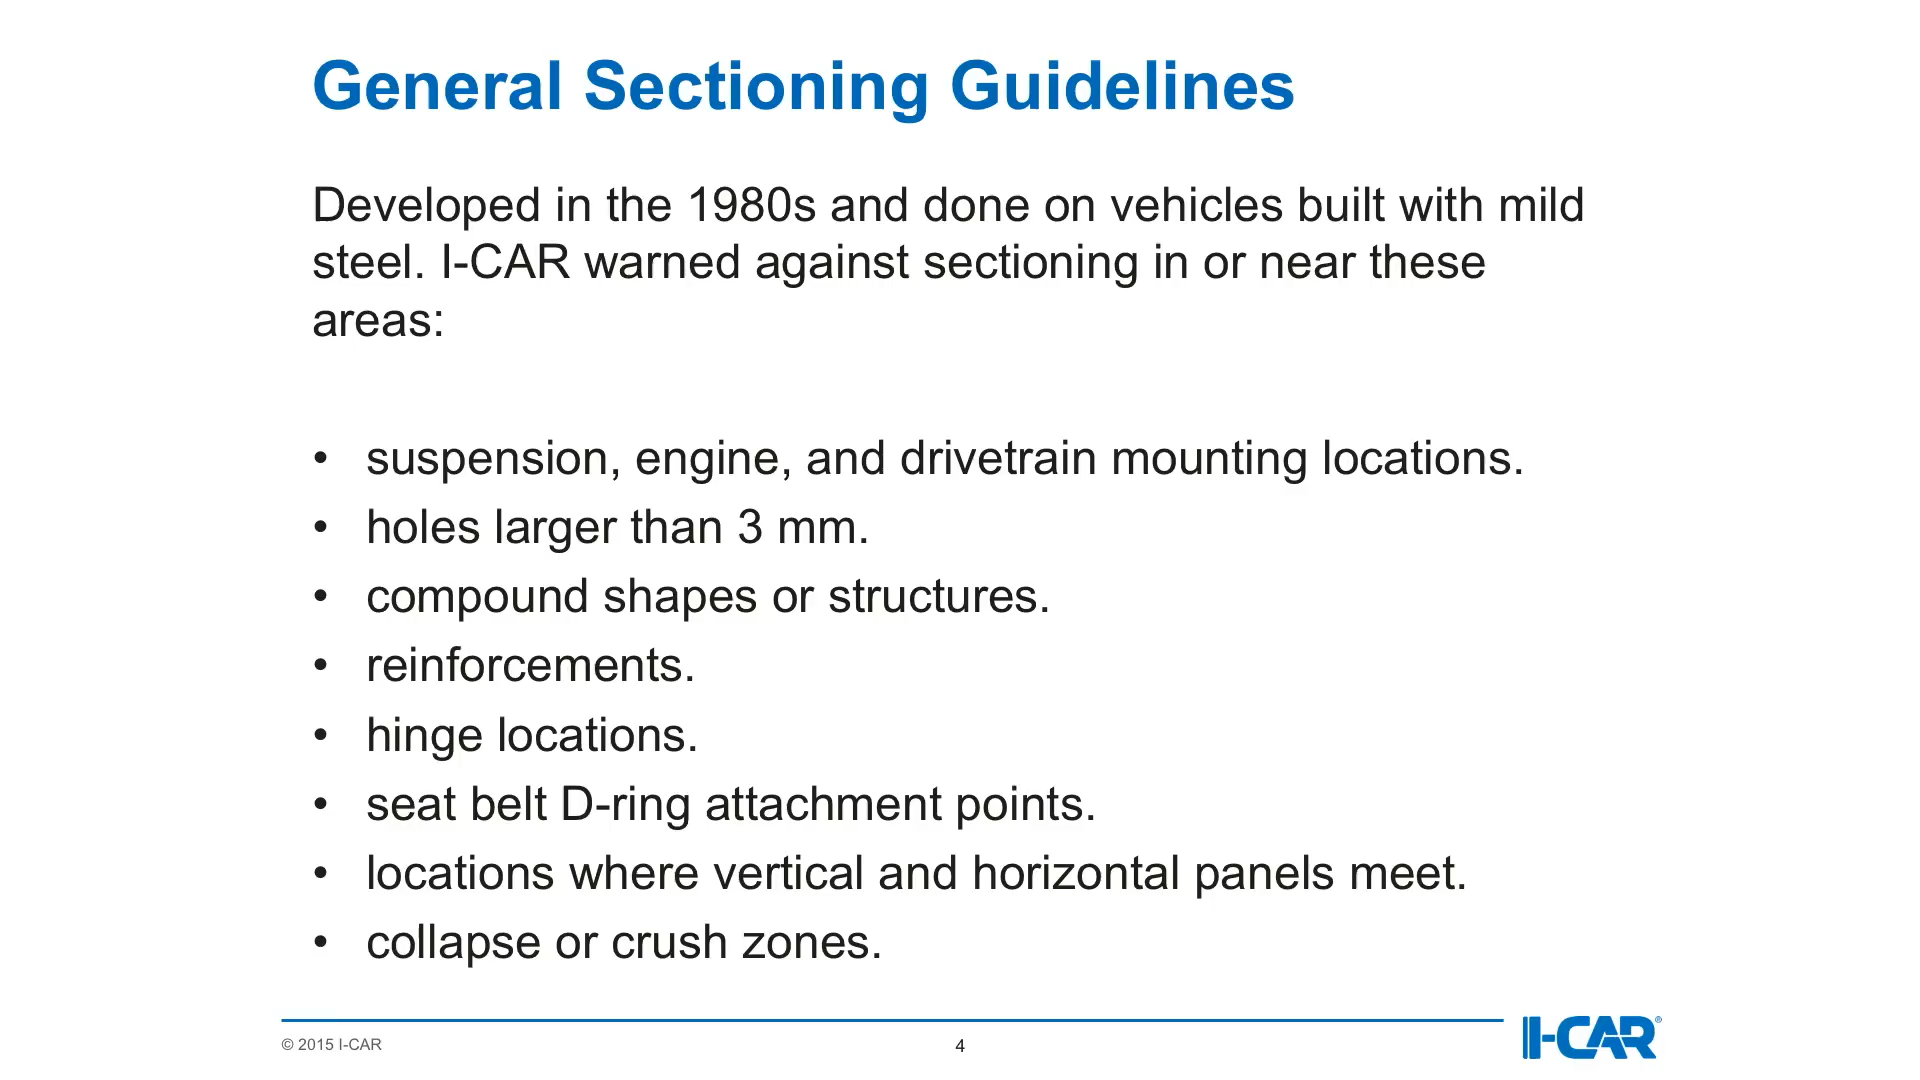 General Sectioning Guidelines
Developed in the 1980s and done on vehicles built with mild
steel. I-CAR warned against sectioning in or near these
areas:
• suspension, engine, and drivetrain mounting locations.
• holes larger than 3 mm.
• compound shapes or structures.
• reinforcements.
• hinge locations.
• seat belt D-ring attachment points.
• locations where vertical and horizontal panels meet.
• collapse or crush zones.
© 2015 I-CAR
4
I-CAR®